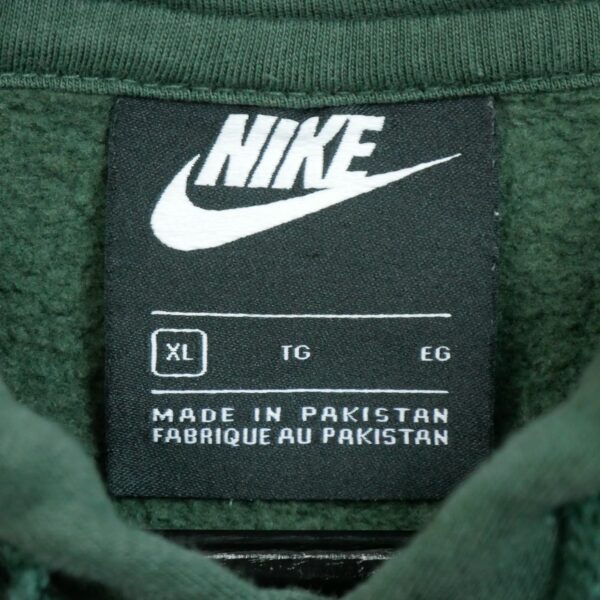 NIKE
XL TG EG
MADE IN PAKISTAN
FABRIQUE AU PAKISTAN